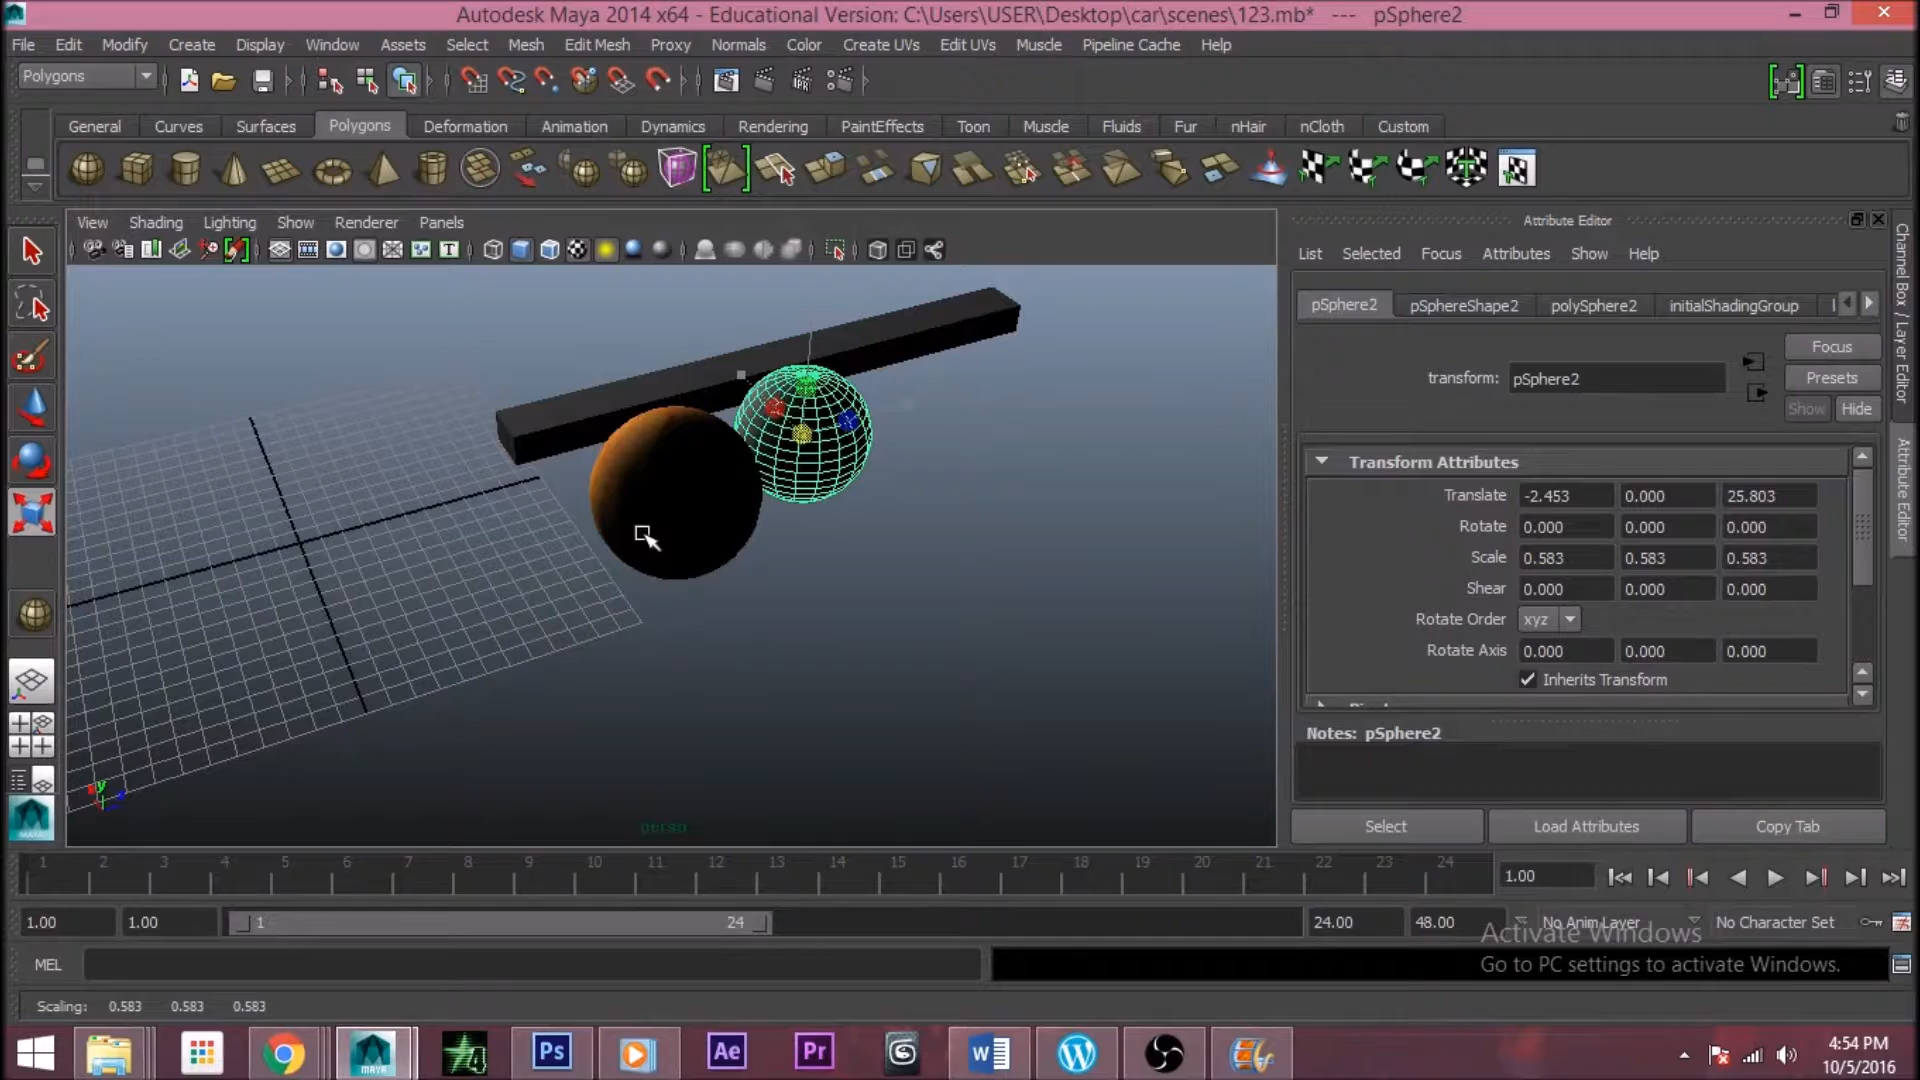 Autodesk Maya 2014 x64 - Educational Version: C:\Users\USER\Desktop\car\scenes\123.mb* --- pSphere2
File Edit Modify Create Display Window Assets Select Mesh Edit Mesh Proxy Normals Color Create UVs Edit UVs Muscle Pipeline Cache Help
Polygons
IPR
General Curves Surfaces Polygons Deformation Animation Dynamics Rendering PaintEffects Toon Muscle Fluids Fur nHair nCloth Custom
View Shading Lighting Show Renderer Panels
Attribute Editor
List Selected Focus Attributes Show Help
pSphere2 pSphereShape2 polySphere2 initialShadingGroup
Focus
transform: pSphere2
Presets
Show Hide
Transform Attributes
Translate -2.453 0.000 25.803
Rotate 0.000 0.000 0.000
Scale 0.583 0.583 0.583
Shear 0.000 0.000 0.000
Rotate Order xyz
Rotate Axis 0.000 0.000 0.000
Inherits Transform
Notes: pSphere2
Select Load Attributes Copy Tab
Channel Box / Layer Editor
Attribute Editor
y
persp
MAYA
1 2 3 4 5 6 7 8 9 10 11 12 13 14 15 16 17 18 19 20 21 22 23 24
1.00
1.00 1.00 1 24 24.00 48.00 No Anim Layer No Character Set
Activate Windows
Go to PC settings to activate Windows.
MEL
Scaling: 0.583 0.583 0.583
MAYA Ps Ae Pr W
4:54 PM
10/5/2016